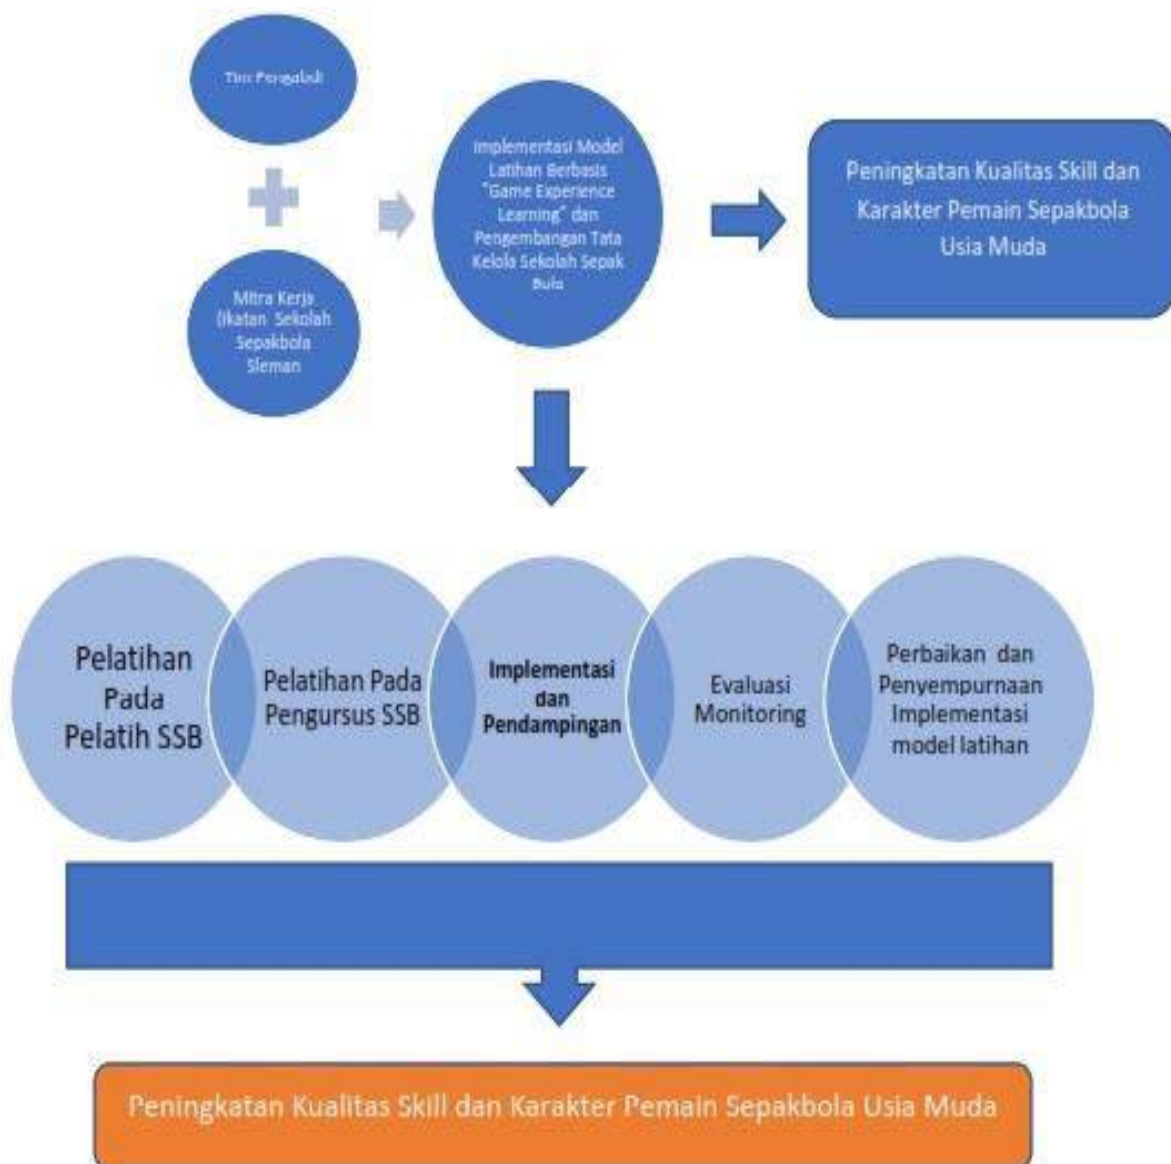 Tim Pengabdi
Mitra Kerja
(Ikatan Sekolah
Sepakbola
Sleman
Implementasi Model
Latihan Berbasis
"Game Experience
Learning" dan
Pengembangan Tata
Kelola Sekolah Sepak
Peningkatan Kualitas Skill dan
Karakter Pemain Sepakbola
Usia Muda
Pelatihan
Pada
Pelatih SSB
Pelatihan Pada
Pengursus SSB
Implementasi
dan
Pendampingan
Evaluasi
Monitoring
Perbaikan dan
Penyempurnaan
Implementasi
model latihan
Peningkatan Kualitas Skill dan Karakter Pemain Sepakbola Usia Muda